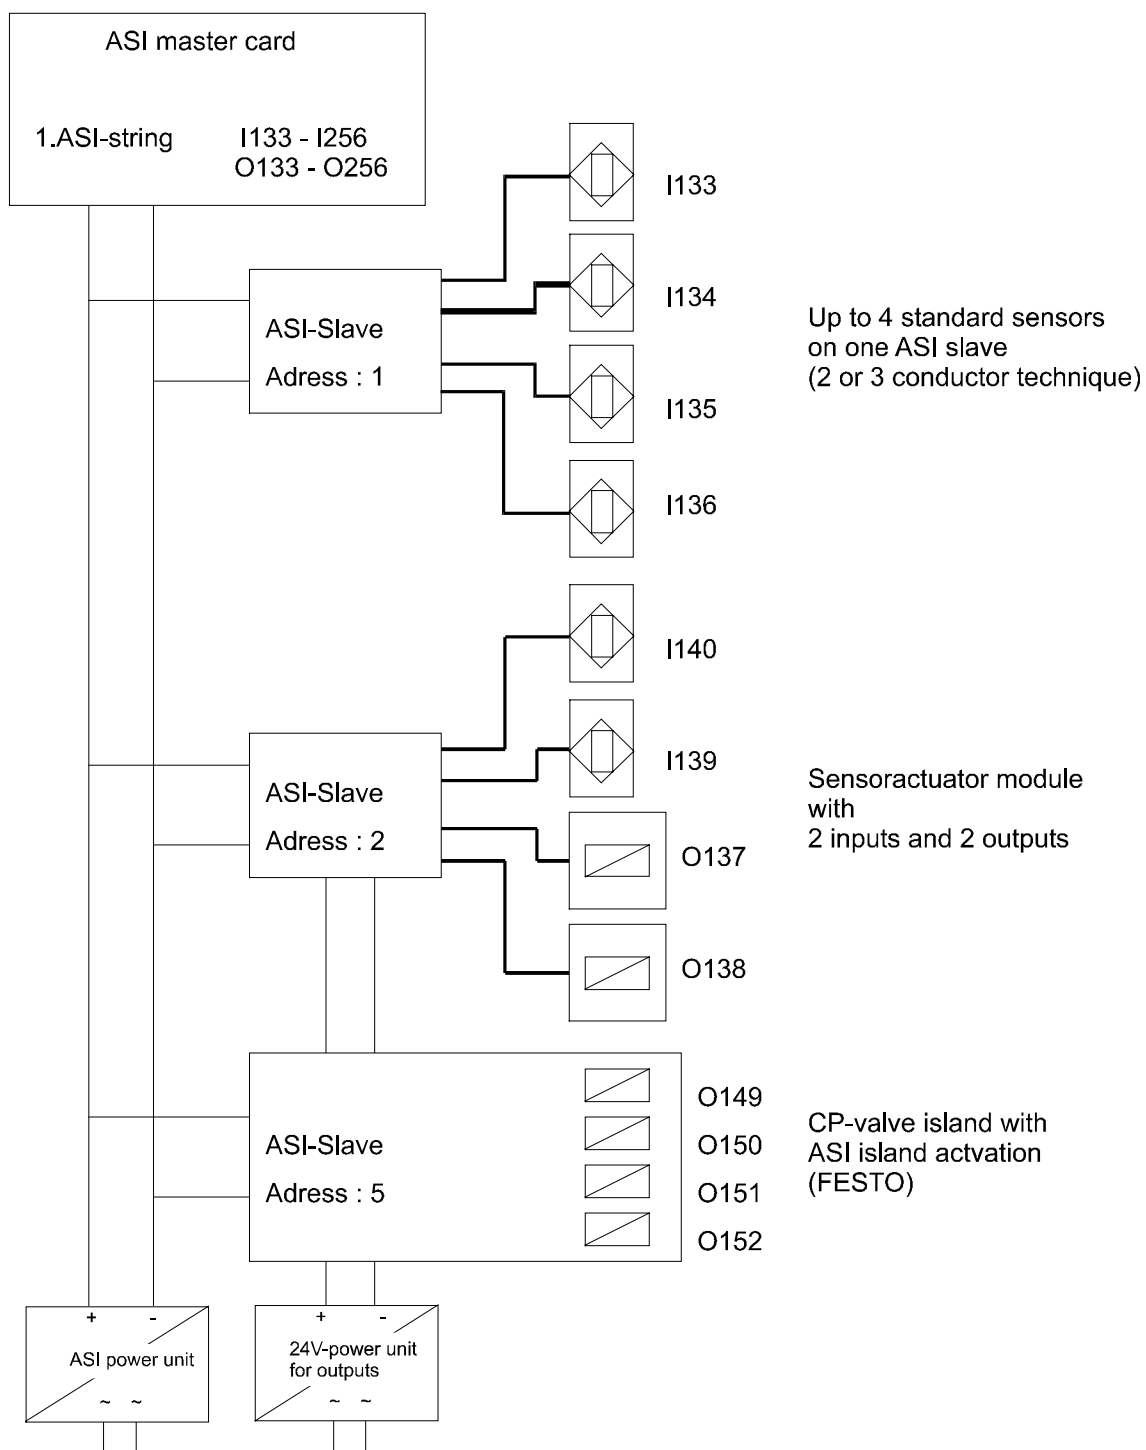 ASI master card
1.ASI-string I133 - I256
O133 - O256
I133
I134
I135
I136
ASI-Slave
Adress : 1
Up to 4 standard sensors
on one ASI slave
(2 or 3 conductor technique)
I140
I139
O137
O138
ASI-Slave
Adress : 2
Sensoractuator module
with
2 inputs and 2 outputs
ASI-Slave
Adress : 5
O149
O150
O151
O152
CP-valve island with
ASI island actvation
(FESTO)
+ -
ASI power unit
~ ~
+ -
24V-power unit
for outputs
~ ~